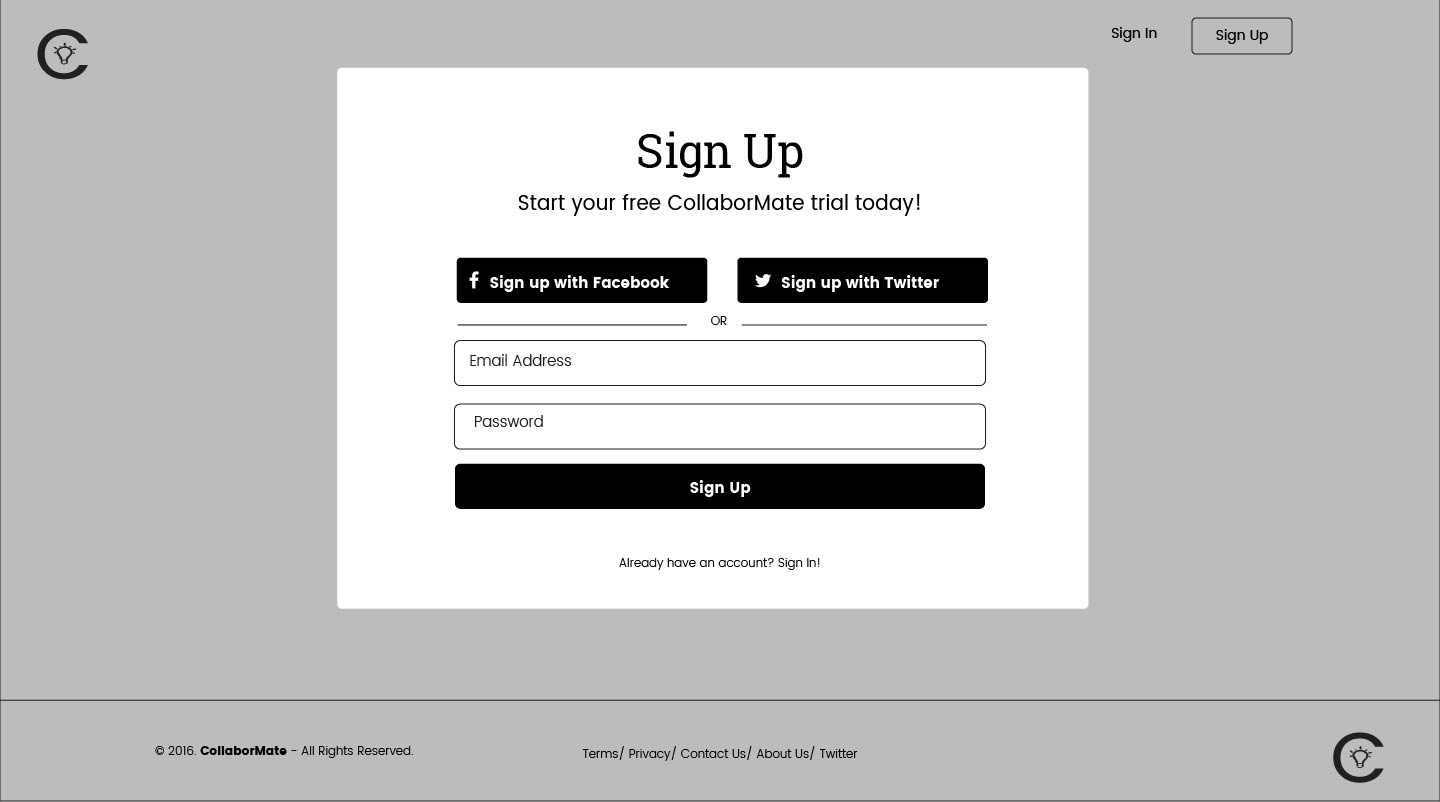 C
Sign In
Sign Up
Sign Up
Start your free CollaborMate trial today!
Sign up with Facebook
Sign up with Twitter
OR
Email Address
Password
Sign Up
Already have an account? Sign In!
© 2016. CollaborMate - All Rights Reserved.
Terms/ Privacy/ Contact Us/ About Us/ Twitter
C